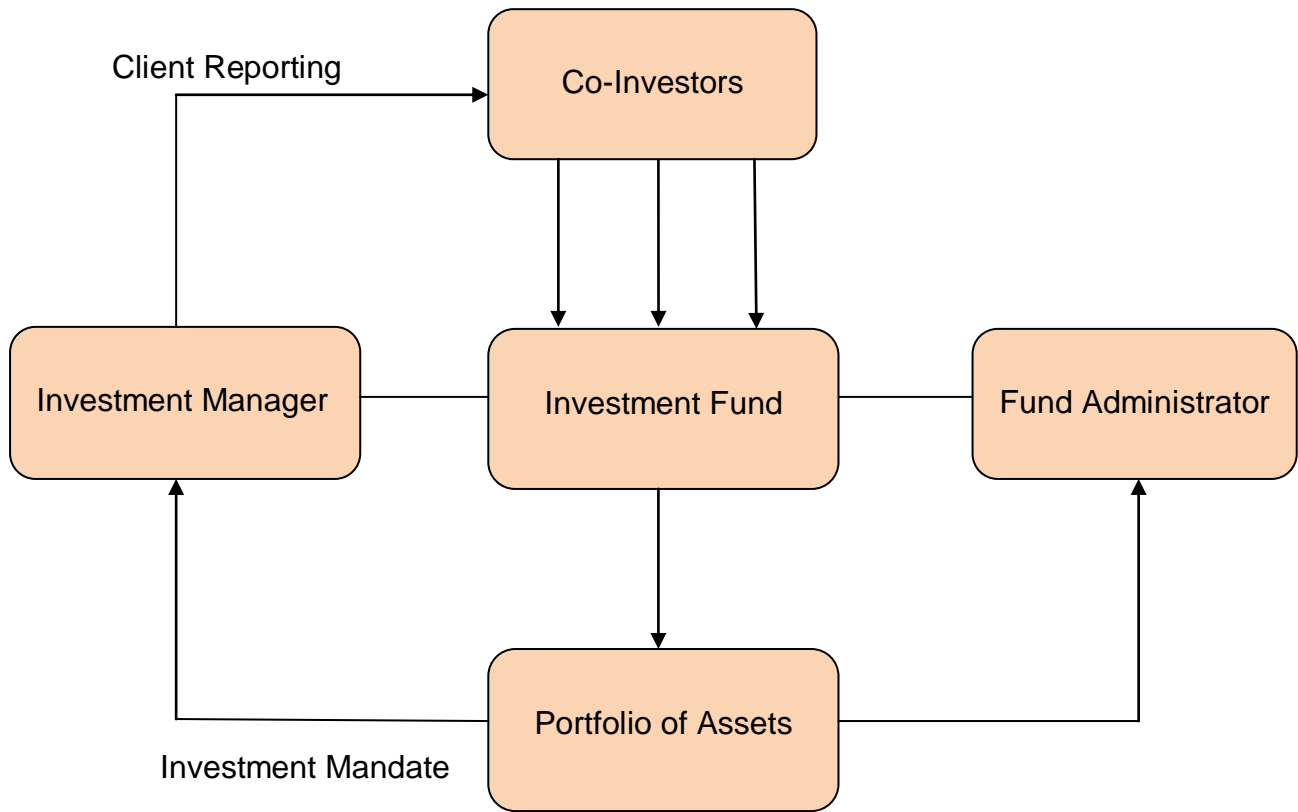 Client Reporting
Co-Investors
Investment Manager
Investment Fund
Fund Administrator
Portfolio of Assets
Investment Mandate